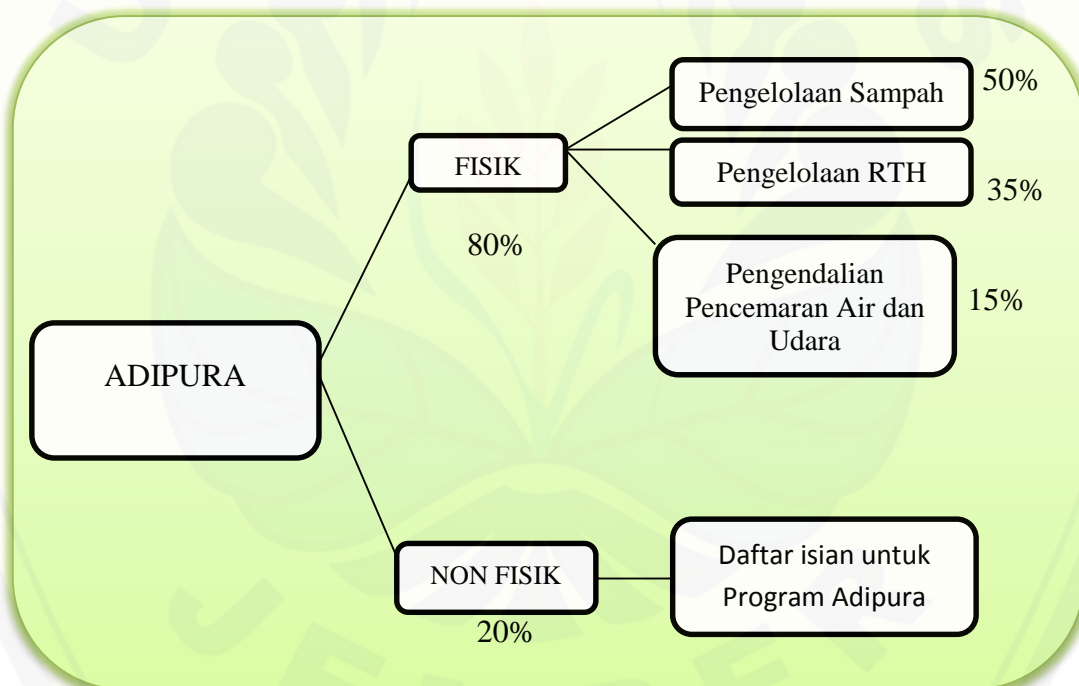 Pengelolaan Sampah
50%
FISIK
Pengelolaan RTH
35%
80%
Pengendalian
Pencemaran Air dan
Udara
15%
ADIPURA
NON FISIK
20%
Daftar isian untuk
Program Adipura